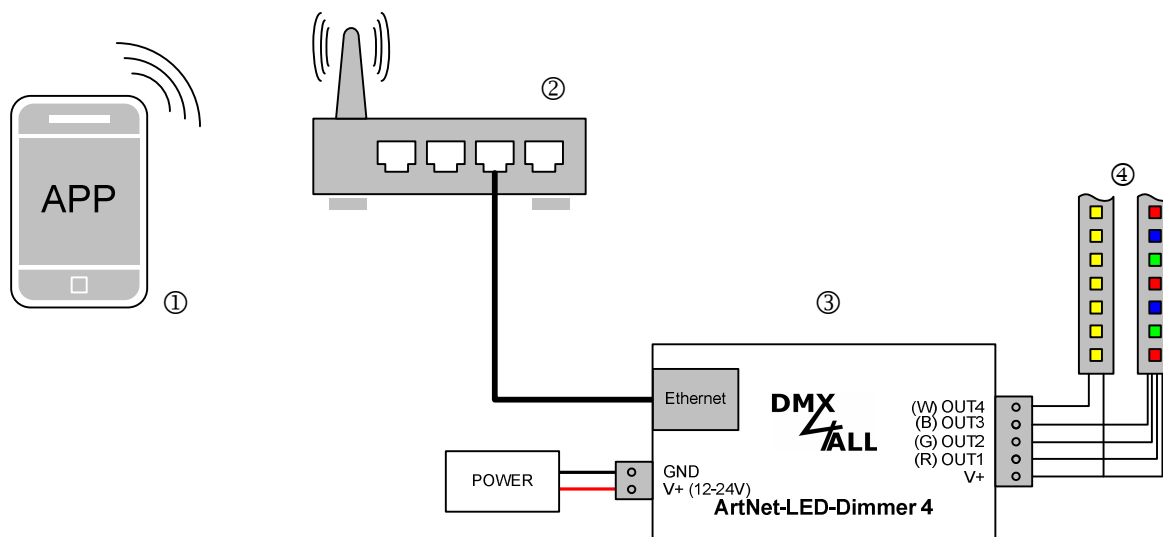 ②
④
APP
①
③
Ethernet
DMX
4ALL
(W) OUT4
(B) OUT3
(G) OUT2
(R) OUT1
V+
POWER
GND
V+ (12-24V)
ArtNet-LED-Dimmer 4